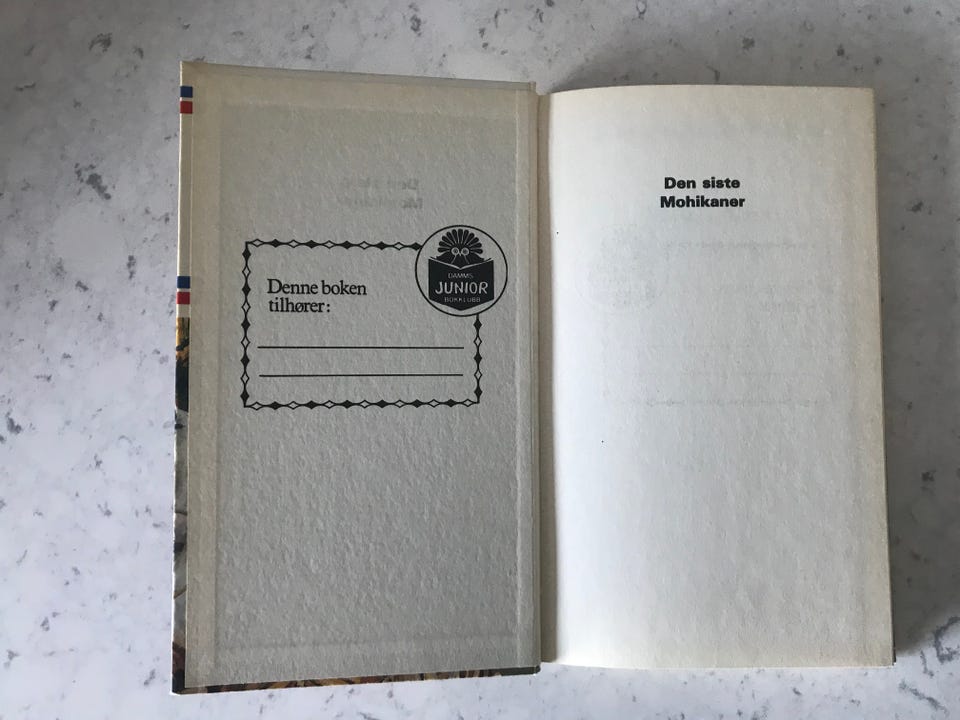 Denne boken
tilhører:
DAMMS
JUNIOR
BOKKLUBB
Den siste
Mohikaner